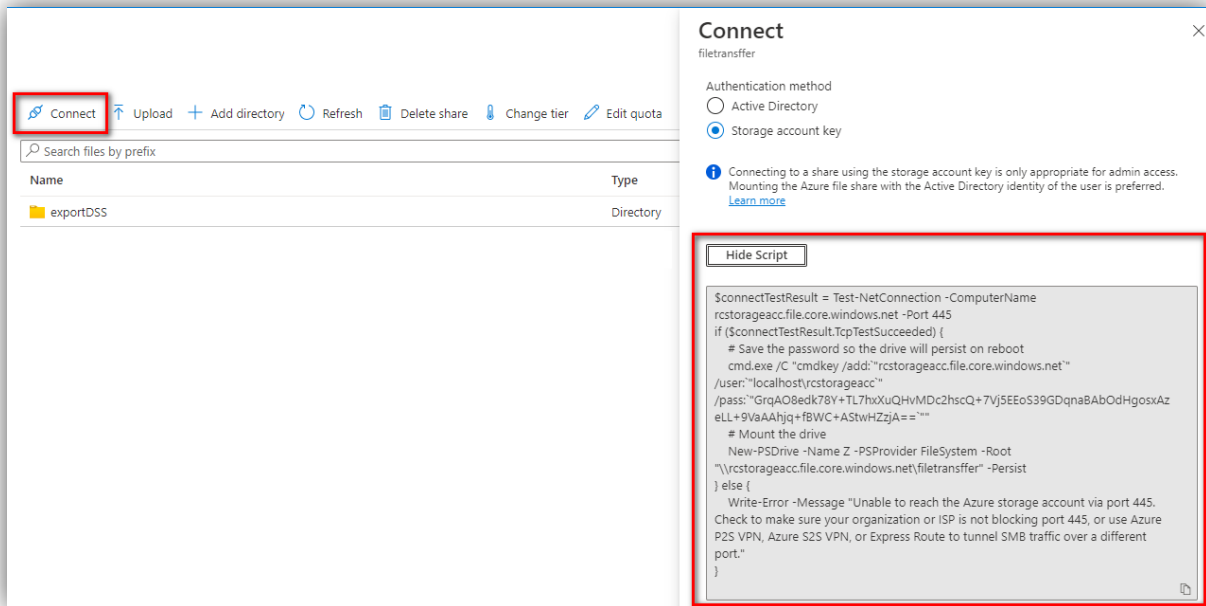 Connect
filetransffer
Connect Upload Add directory Refresh Delete share Change tier Edit quota
Search files by prefix
Name Type
exportDSS Directory
Authentication method
Active Directory
Storage account key
Connecting to a share using the storage account key is only appropriate for admin access.
Mounting the Azure file share with the Active Directory identity of the user is preferred.
Learn more
Hide Script
$connectTestResult = Test-NetConnection -ComputerName
rcstorageacc.file.core.windows.net -Port 445
if ($connectTestResult.TcpTestSucceeded) {
# Save the password so the drive will persist on reboot
cmd.exe /C "cmdkey /add:`"rcstorageacc.file.core.windows.net`"
/user:`"localhost\rcstorageacc`"
/pass:`"GrqAO8edk78Y+TL7hxXuQHvMDc2hscQ+7Vj5EEoS39GDqnaBAbOdHgosxAz
eLL+9VaAAhjq+fBWC+AStwHZzjA==`""
# Mount the drive
New-PSDrive -Name Z -PSProvider FileSystem -Root
"\\rcstorageacc.file.core.windows.net\filetransffer" -Persist
} else {
Write-Error -Message "Unable to reach the Azure storage account via port 445.
Check to make sure your organization or ISP is not blocking port 445, or use Azure
P2S VPN, Azure S2S VPN, or Express Route to tunnel SMB traffic over a different
port."
}